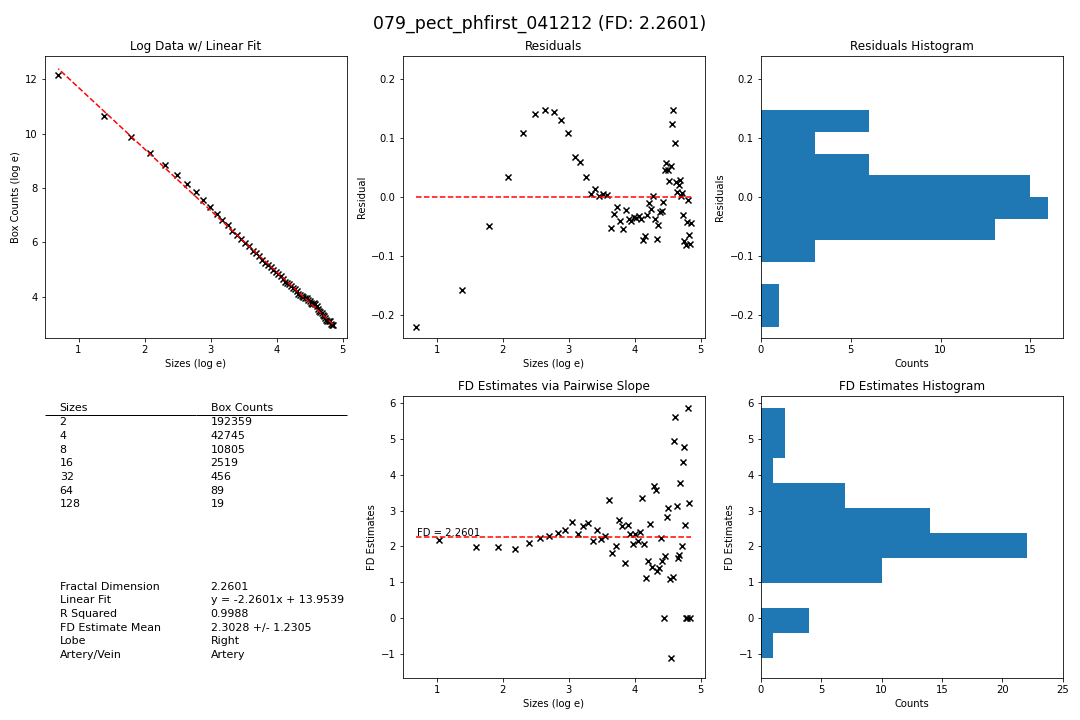 079_pect_phfirst_041212 (FD: 2.2601)
Log Data w/ Linear Fit
Box Counts (log e)
12
10
8
6
4
1
2
3
4
5
Sizes (log e)
Residuals
Residual
0.2
0.1
0.0
−0.1
−0.2
1
2
3
4
5
Sizes (log e)
Residuals Histogram
Residuals
0.2
0.1
0.0
−0.1
−0.2
0
5
10
15
Counts
Sizes Box Counts
2 192359
4 42745
8 10805
16 2519
32 456
64 89
128 19
Fractal Dimension 2.2601
Linear Fit y = -2.2601x + 13.9539
R Squared 0.9988
FD Estimate Mean 2.3028 +/- 1.2305
Lobe Right
Artery/Vein Artery
FD Estimates via Pairwise Slope
FD Estimates
6
5
4
3
2
1
0
−1
FD = 2.2601
1
2
3
4
5
Sizes (log e)
FD Estimates Histogram
FD Estimates
6
5
4
3
2
1
0
−1
0
5
10
15
20
25
Counts